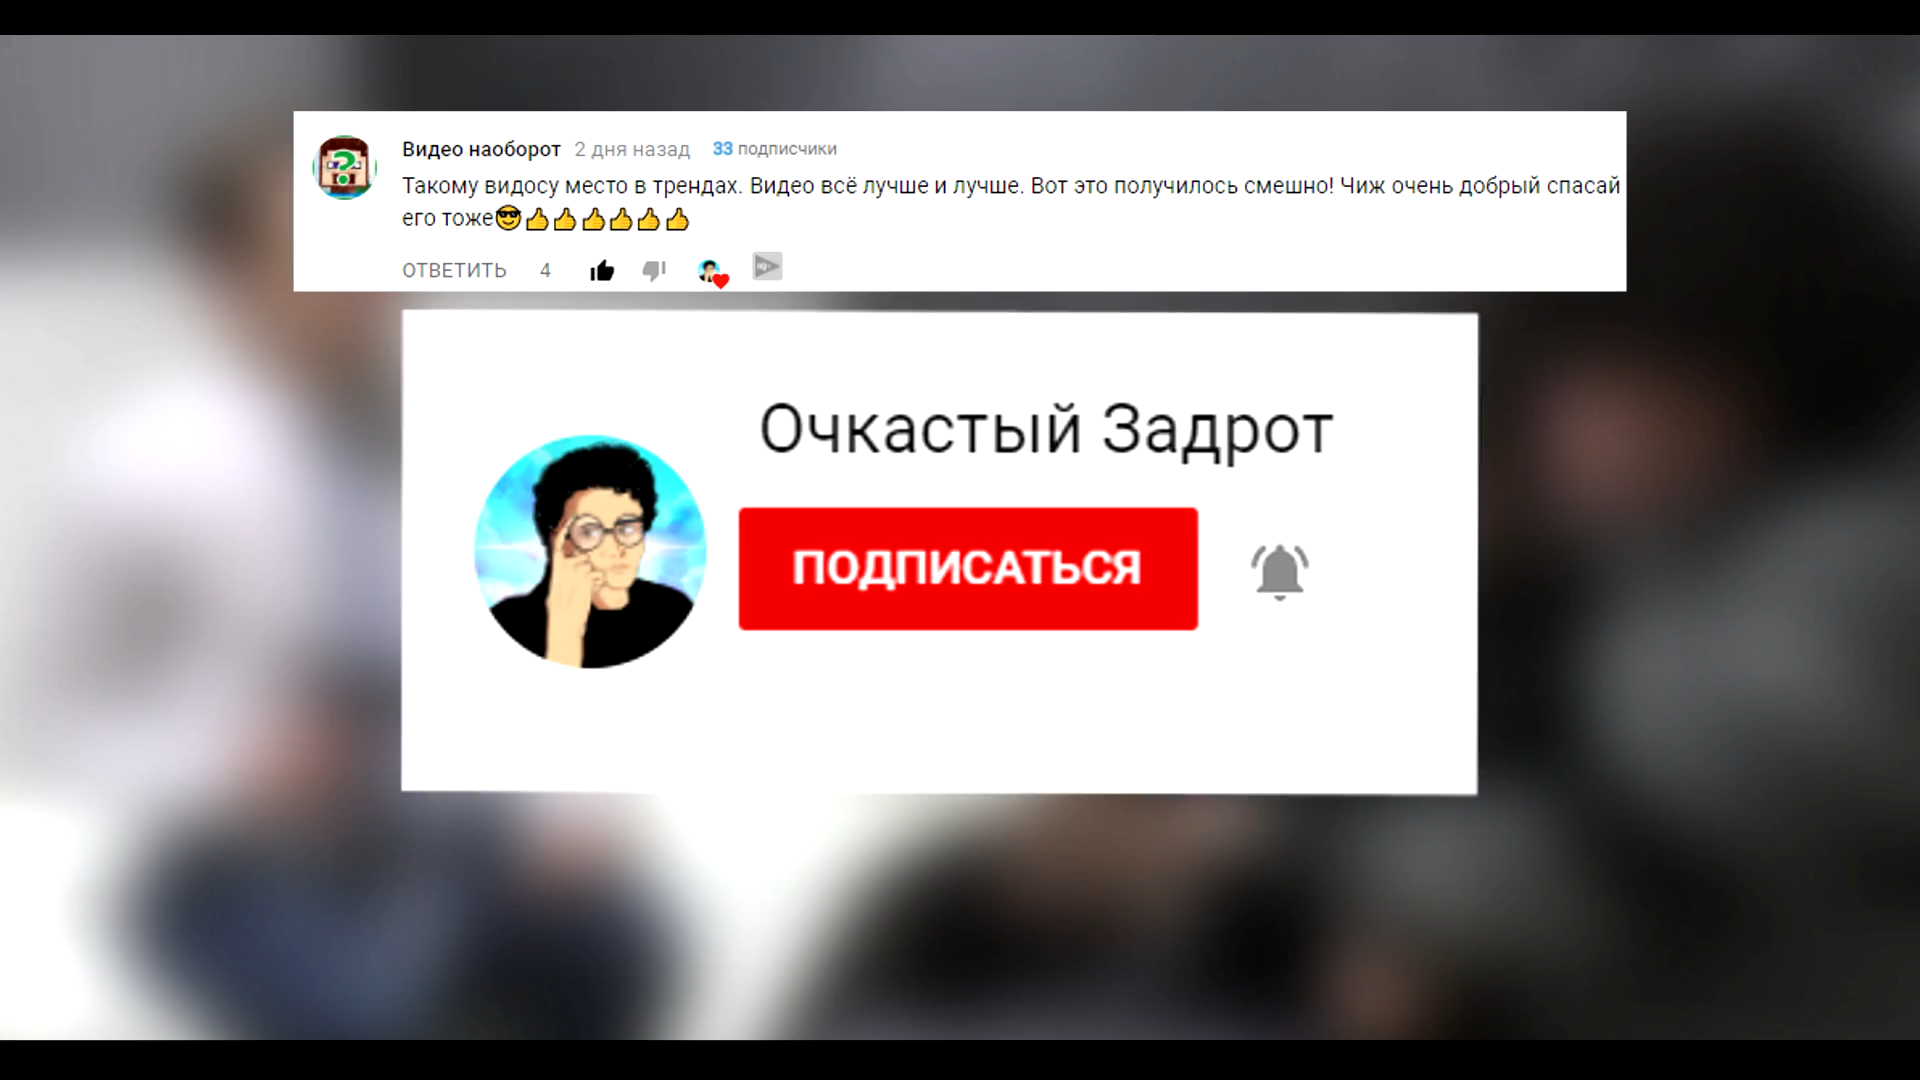 Видео наоборот 2 дня назад 33 подписчики
Такому видосу место в трендах. Видео всё лучше и лучше. Вот это получилось смешно! Чиж очень добрый спасай
его тоже😎👍👍👍👍👍👍
ОТВЕТИТЬ 4
Очкастый Задрот
ПОДПИСАТЬСЯ